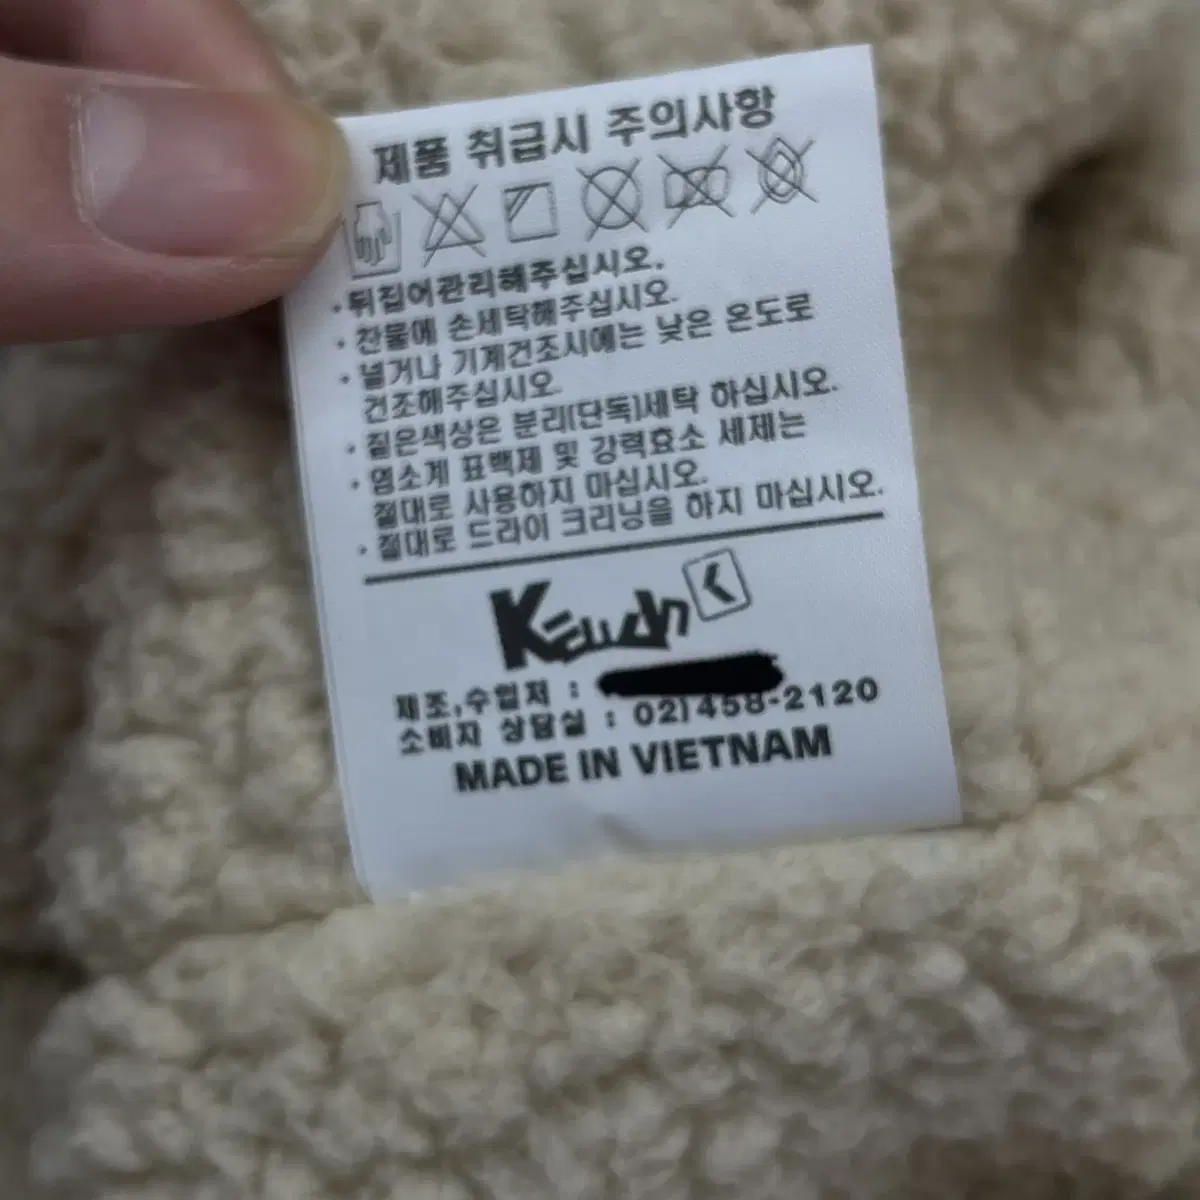 제품 취급시 주의사항
· 뒤집어관리해주십시오.
· 찬물에 손세탁해주십시오.
· 널거나 기계건조시에는 낮은 온도로
건조해주십시오.
· 짙은색상은 분리(단독)세탁 하십시오.
· 염소계 표백제 및 강력효소 세제는
절대로 사용하지 마십시오.
· 절대로 드라이 크리닝을 하지 마십시오.
제조,수입처 :
소비자 상담실 : 02)458-2120
MADE IN VIETNAM